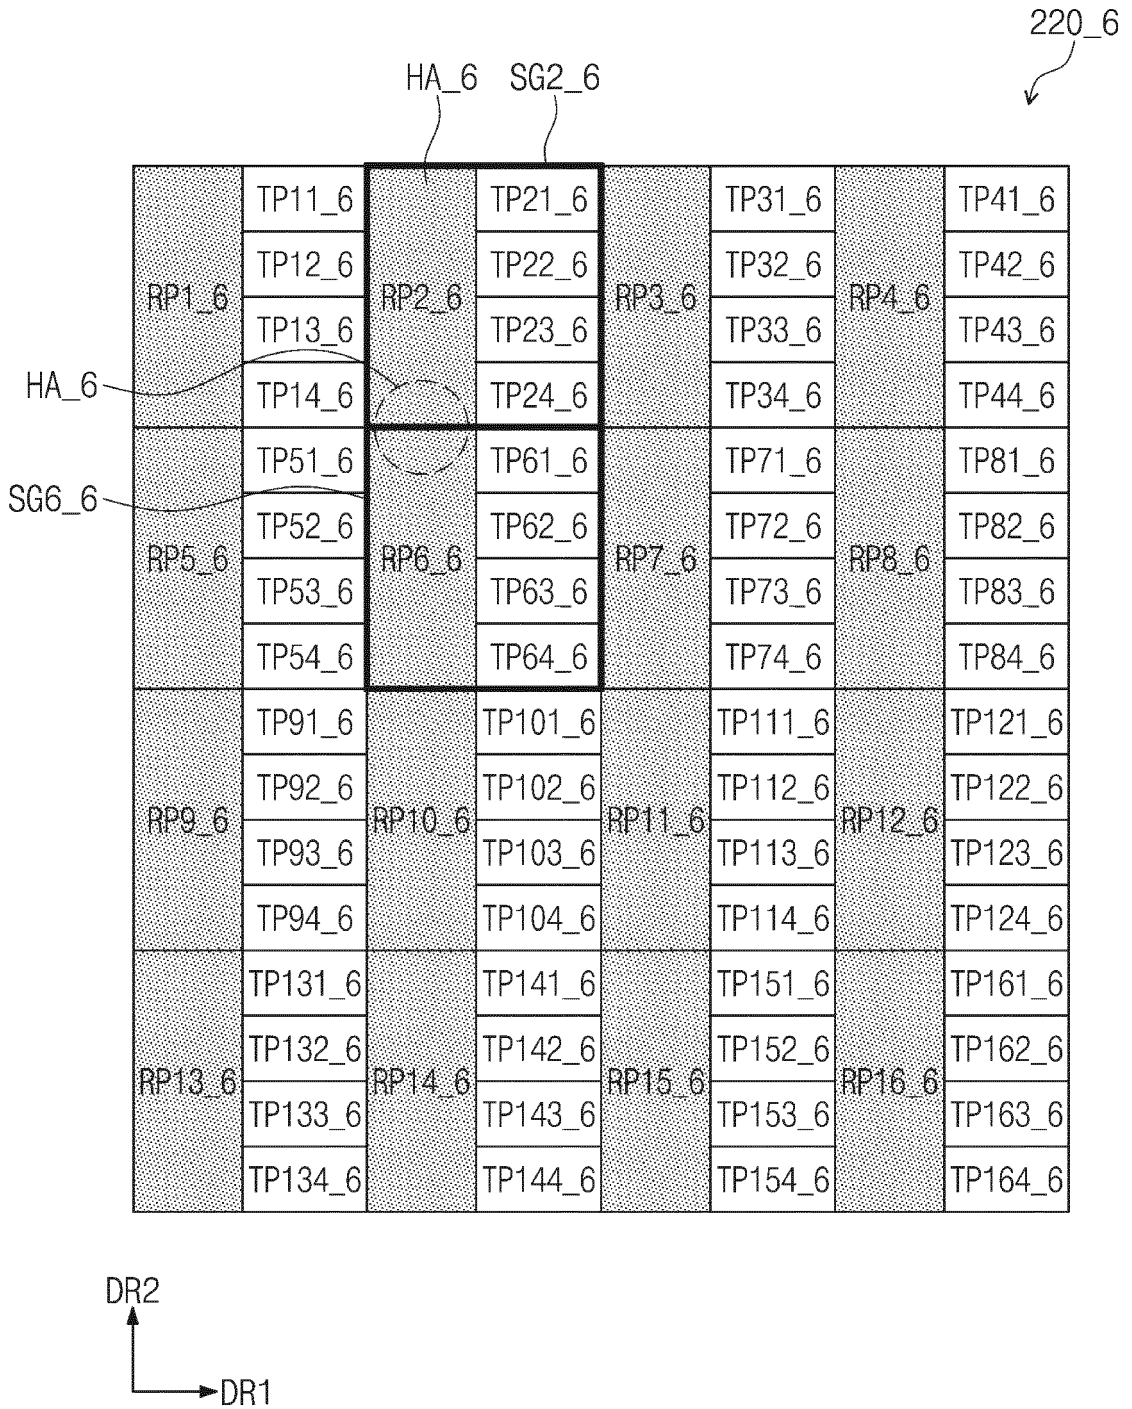 220_6
HA_6 SG2_6
TP11_6 TP21_6 TP31_6 TP41_6
TP12_6 TP22_6 TP32_6 TP42_6
RP1_6 RP2_6 RP3_6 RP4_6
TP13_6 TP23_6 TP33_6 TP43_6
HA_6
TP14_6 TP24_6 TP34_6 TP44_6
TP51_6 TP61_6 TP71_6 TP81_6
SG6_6
TP52_6 TP62_6 TP72_6 TP82_6
RP5_6 RP6_6 RP7_6 RP8_6
TP53_6 TP63_6 TP73_6 TP83_6
TP54_6 TP64_6 TP74_6 TP84_6
TP91_6 TP101_6 TP111_6 TP121_6
TP92_6 TP102_6 TP112_6 TP122_6
RP9_6 RP10_6 RP11_6 RP12_6
TP93_6 TP103_6 TP113_6 TP123_6
TP94_6 TP104_6 TP114_6 TP124_6
TP131_6 TP141_6 TP151_6 TP161_6
TP132_6 TP142_6 TP152_6 TP162_6
RP13_6 RP14_6 RP15_6 RP16_6
TP133_6 TP143_6 TP153_6 TP163_6
TP134_6 TP144_6 TP154_6 TP164_6
DR2
DR1